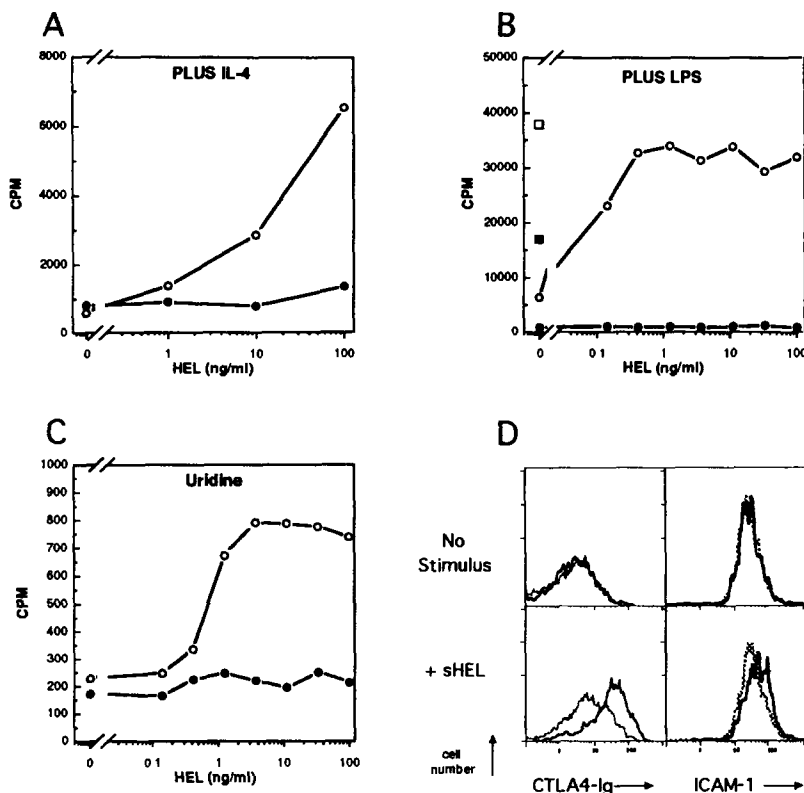 A
PLUS IL-4
8000
6000
4000
2000
0
CPM
0 1 10 100
HEL (ng/ml)
B
PLUS LPS
50000
40000
30000
20000
10000
0
CPM
0 0 1 1 10 100
HEL (ng/ml)
C
Uridine
1000
900
800
700
600
500
400
300
200
100
0
CPM
0 0 1 1 10 100
HEL (ng/ml)
D
No
Stimulus
+ sHEL
cell
number
CTLA4-Ig
ICAM-1